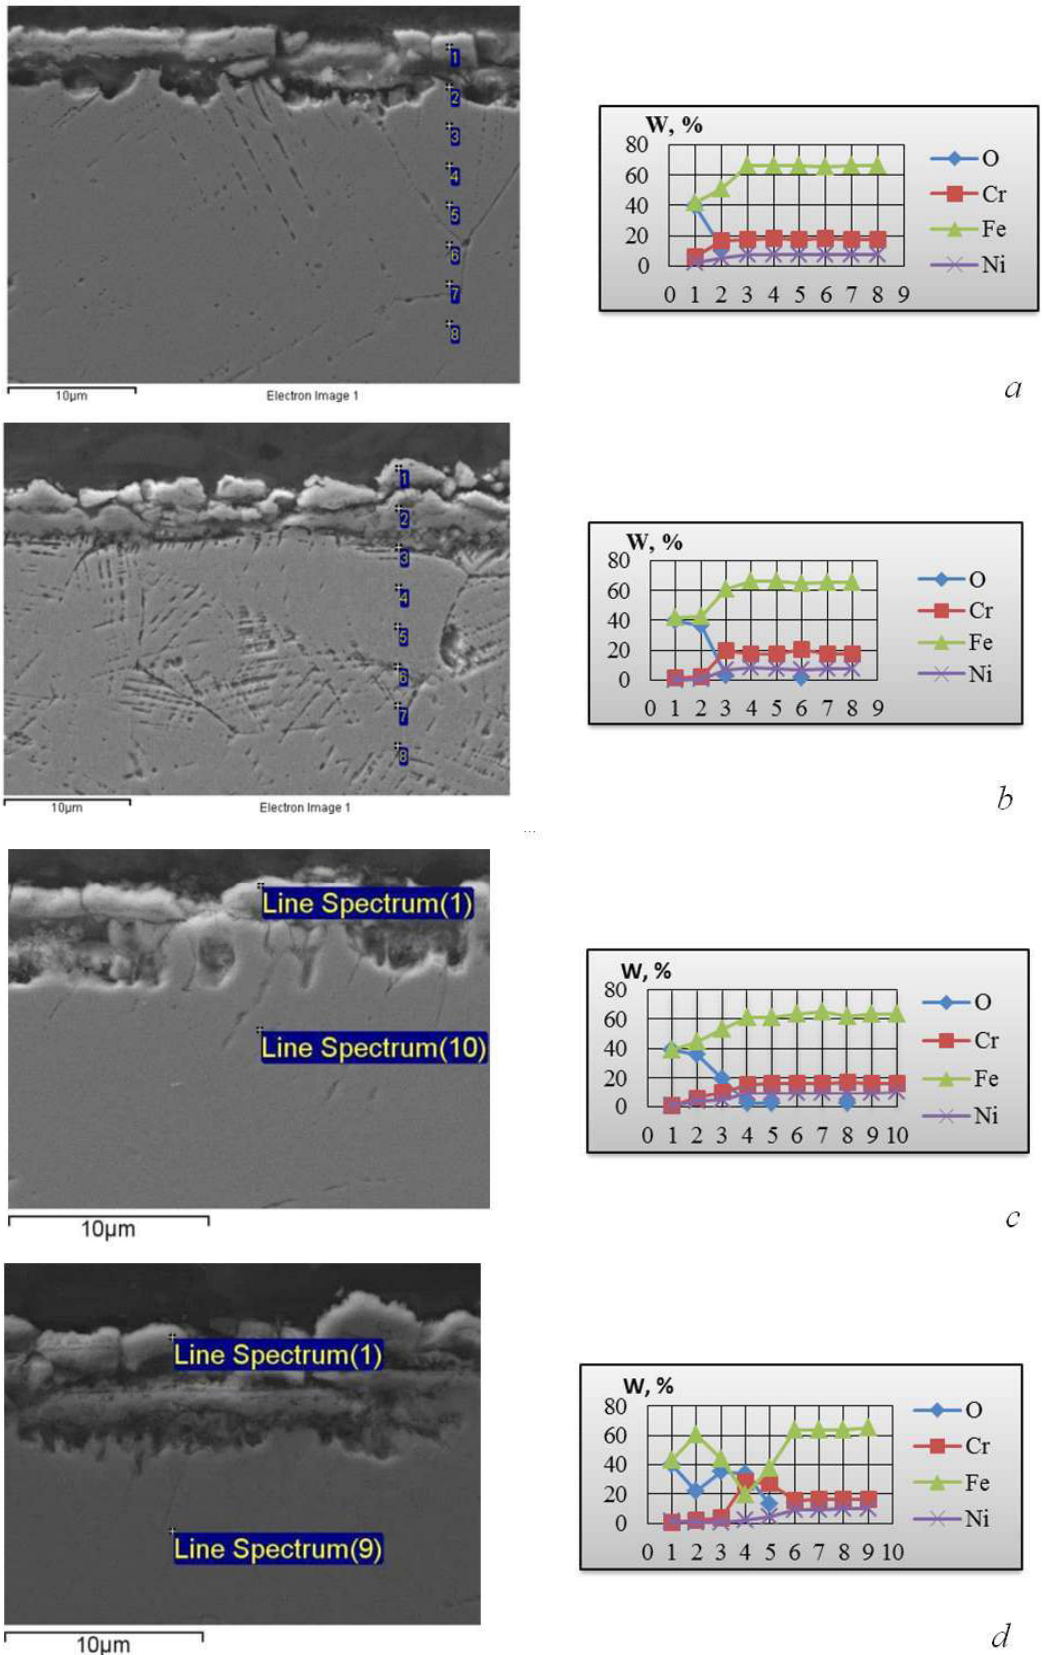 1
2
3
4
5
6
7
8
10µm
Electron Image 1
W, %
80
60
40
20
0
0 1 2 3 4 5 6 7 8 9
O
Cr
Fe
Ni
a
1
2
3
4
5
6
7
8
10µm
Electron Image 1
W, %
80
60
40
20
0
0 1 2 3 4 5 6 7 8 9
O
Cr
Fe
Ni
b
...
Line Spectrum(1)
Line Spectrum(10)
10µm
W, %
80
60
40
20
0
0 1 2 3 4 5 6 7 8 9 10
O
Cr
Fe
Ni
c
Line Spectrum(1)
Line Spectrum(9)
10µm
W, %
80
60
40
20
0
0 1 2 3 4 5 6 7 8 9 10
O
Cr
Fe
Ni
d